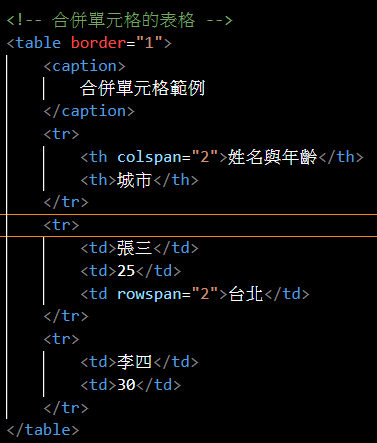 <!-- 合併單元格的表格 -->
<table border="1">
    <caption>
        合併單元格範例
    </caption>
    <tr>
        <th colspan="2">姓名與年齡</th>
        <th>城市</th>
    </tr>
    <tr>
        <td>張三</td>
        <td>25</td>
        <td rowspan="2">台北</td>
    </tr>
    <tr>
        <td>李四</td>
        <td>30</td>
    </tr>
</table>